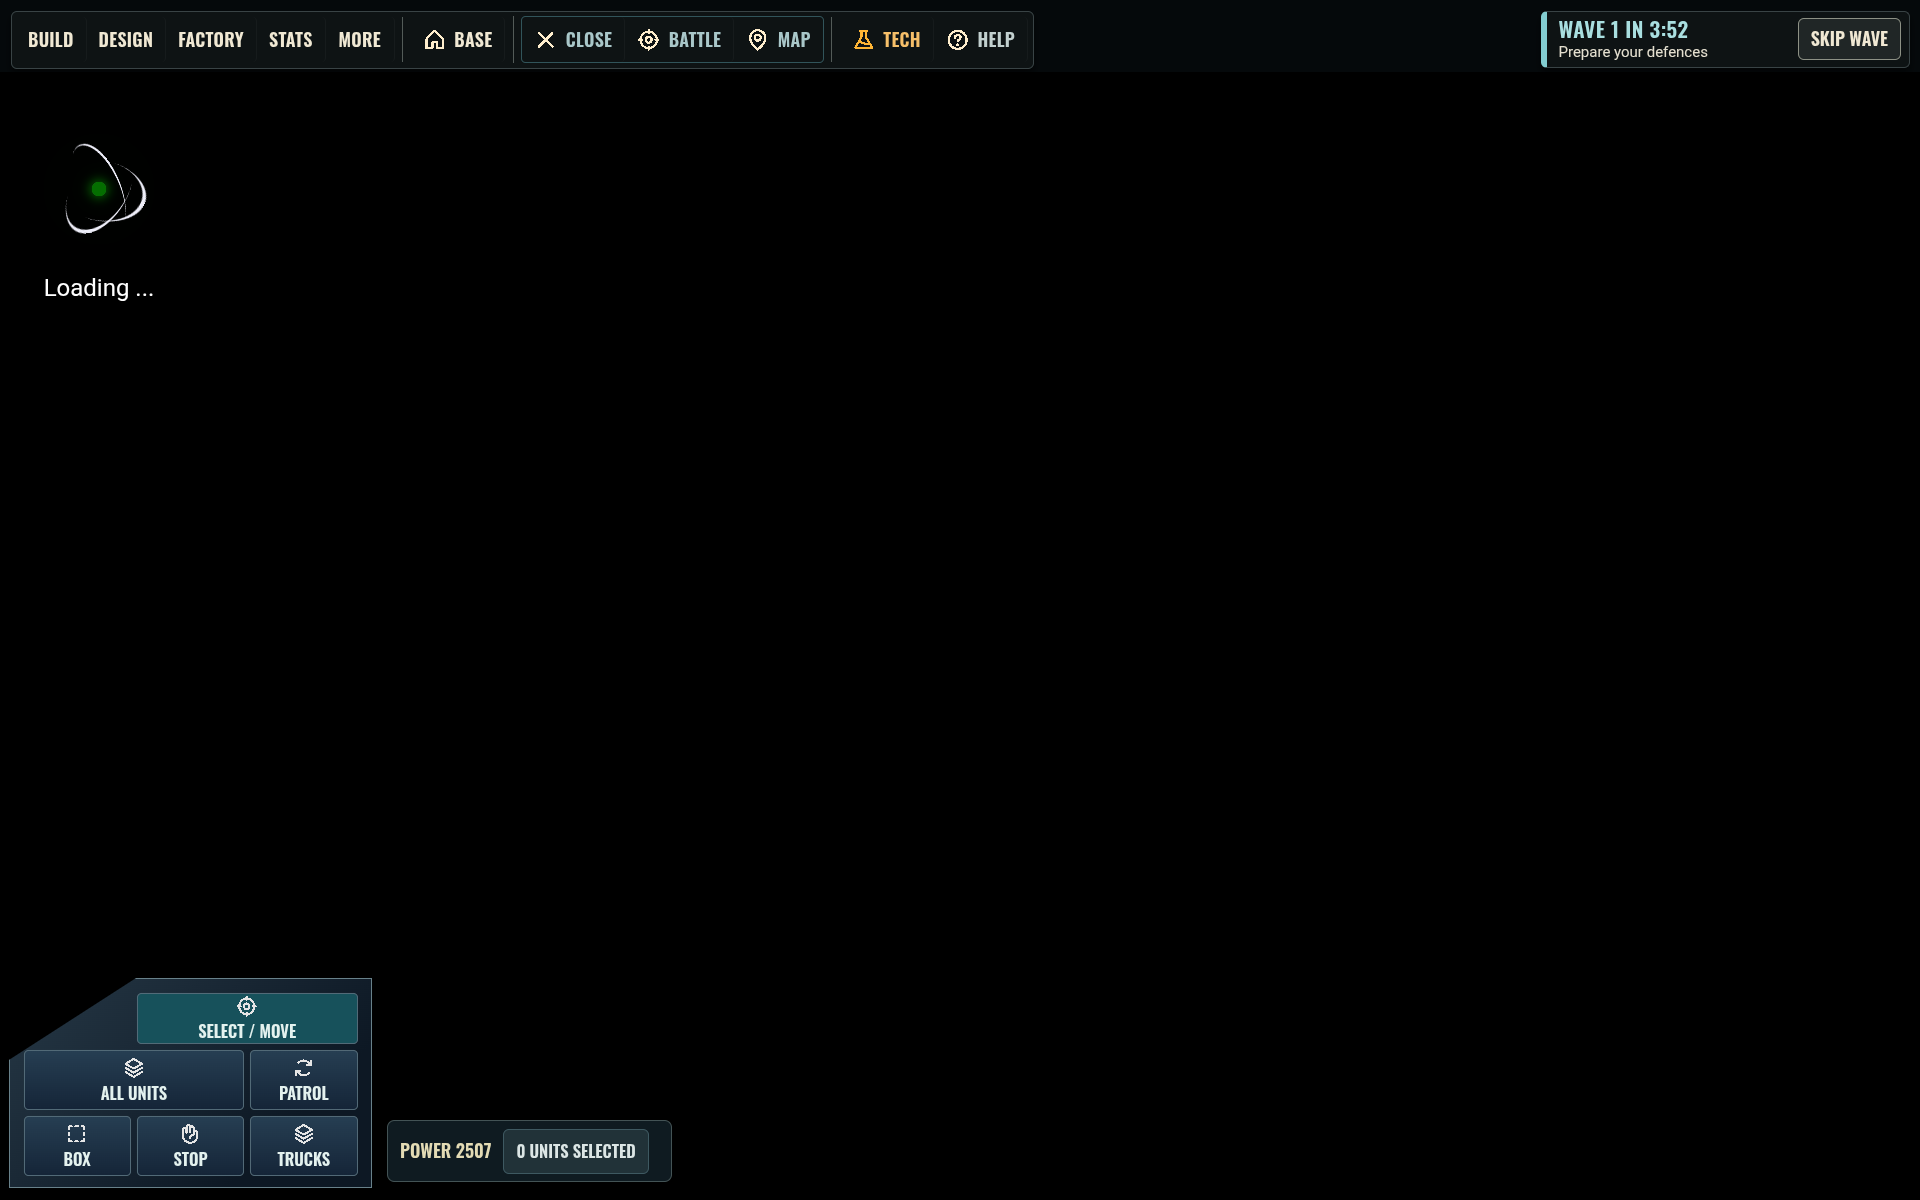 BUILD DESIGN FACTORY STATS MORE BASE CLOSE BATTLE MAP TECH HELP
WAVE 1 IN 3:52
Prepare your defences
SKIP WAVE
Loading ...
SELECT / MOVE
ALL UNITS PATROL
BOX STOP TRUCKS
POWER 2507 0 UNITS SELECTED